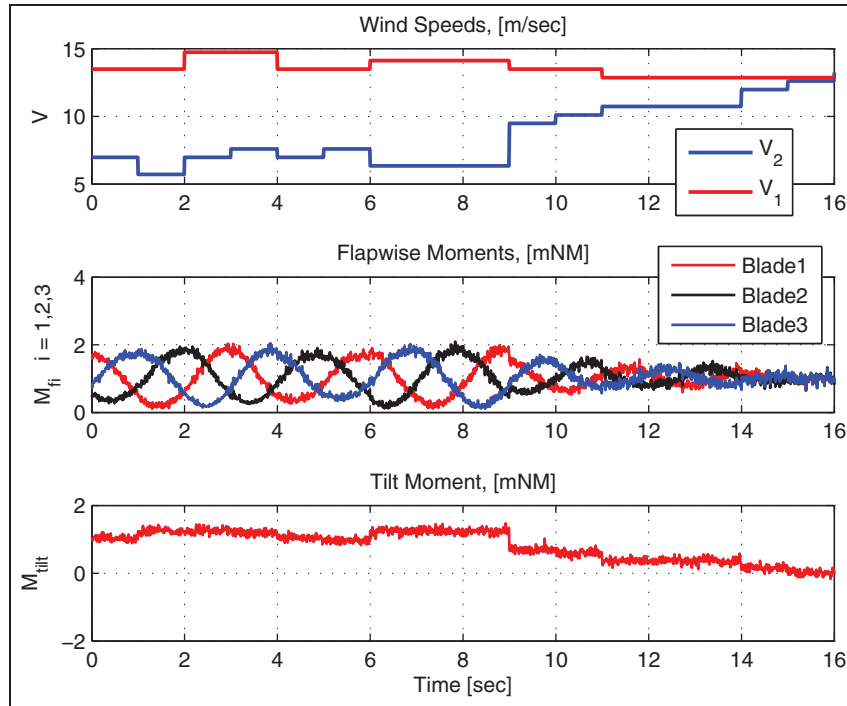 Wind Speeds, [m/sec]
15
10
5
V
0 2 4 6 8 10 12 14 16
V2
V1
Flapwise Moments, [mNM]
4
2
0
Mfi i = 1,2,3
0 2 4 6 8 10 12 14 16
Blade1
Blade2
Blade3
Tilt Moment, [mNM]
2
0
−2
Mtilt
0 2 4 6 8 10 12 14 16
Time [sec]